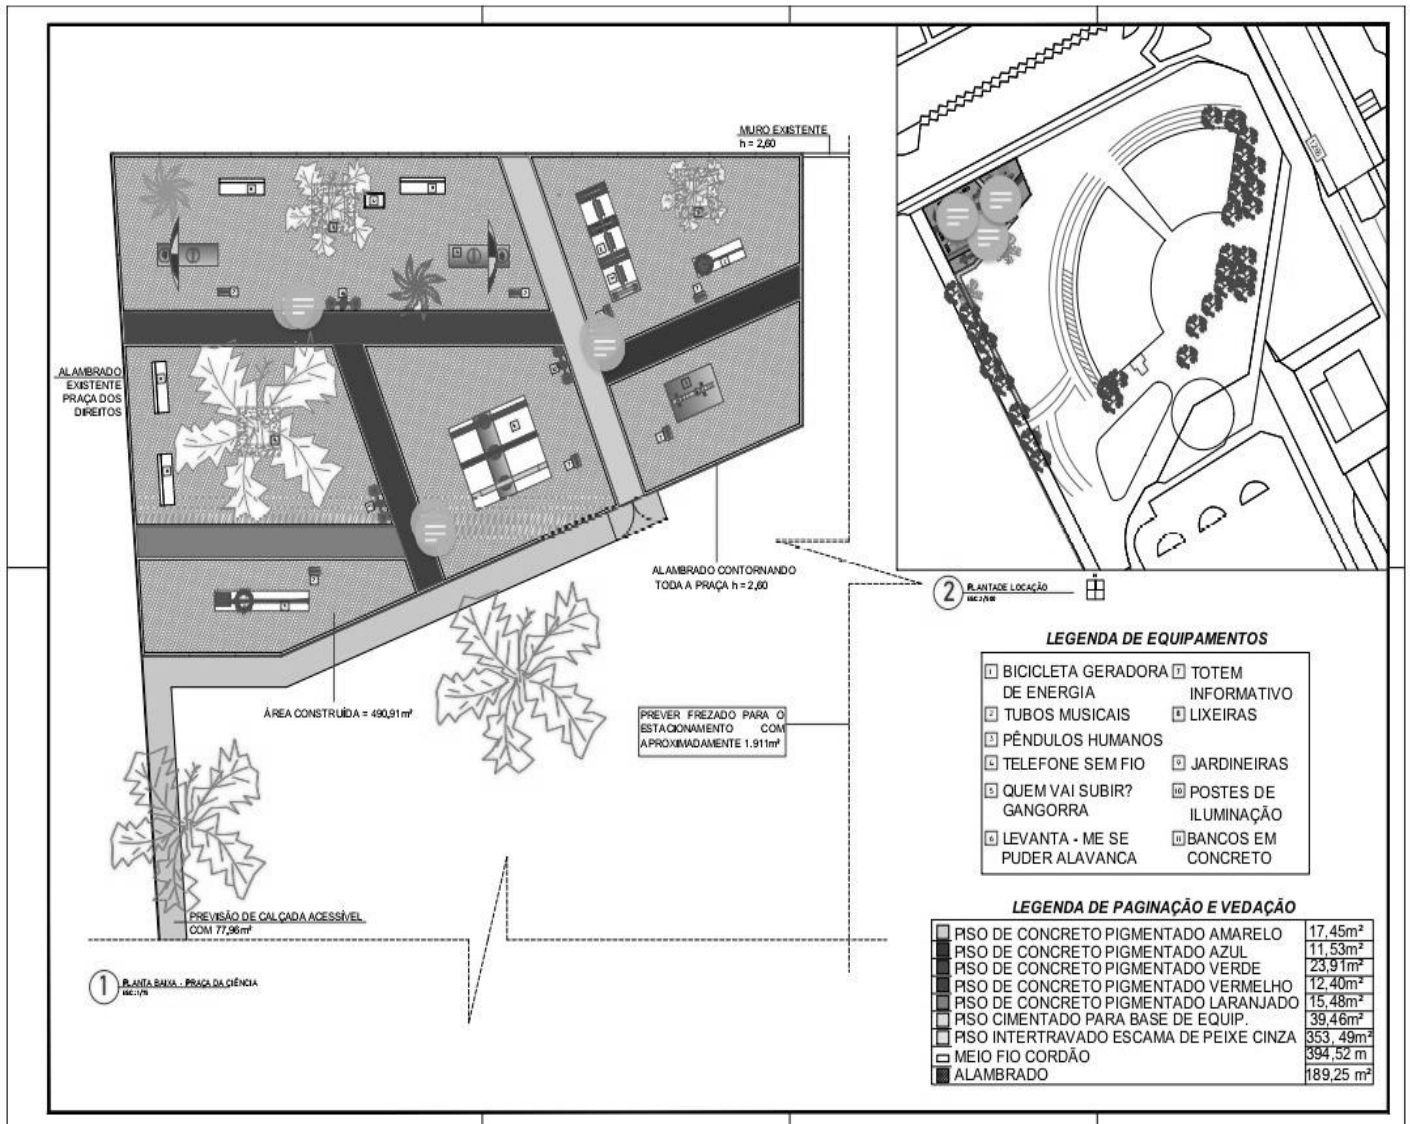 MURO EXISTENTE
h = 2,60
ALAMBRADO
EXISTENTE
PRAÇA DOS
DIREITOS
ALAMBRADO CONTORNANDO
TODA A PRAÇA h = 2,60
ÁREA CONSTRUÍDA = 490,91m²
PREVER FREZADO PARA O
ESTACIONAMENTO COM
APROXIMADAMENTE 1.911m²
PREVISÃO DE CALÇADA ACESSÍVEL
COM 77,96m²
1 PLANTA BAIXA - PRAÇA DA CIÊNCIA
ESC.: 1/75
2 PLANTA DE LOCAÇÃO
LEGENDA DE EQUIPAMENTOS
1 BICICLETA GERADORA
DE ENERGIA
2 TUBOS MUSICAIS
3 PÊNDULOS HUMANOS
4 TELEFONE SEM FIO
5 QUEM VAI SUBIR?
GANGORRA
6 LEVANTA - ME SE
PUDER ALAVANCA
7 TOTEM
INFORMATIVO
8 LIXEIRAS
9 JARDINEIRAS
10 POSTES DE
ILUMINAÇÃO
11 BANCOS EM
CONCRETO
LEGENDA DE PAGINAÇÃO E VEDAÇÃO
PISO DE CONCRETO PIGMENTADO AMARELO 17,45m²
PISO DE CONCRETO PIGMENTADO AZUL 11,53m²
PISO DE CONCRETO PIGMENTADO VERDE 23,91m²
PISO DE CONCRETO PIGMENTADO VERMELHO 12,40m²
PISO DE CONCRETO PIGMENTADO LARANJADO 15,48m²
PISO CIMENTADO PARA BASE DE EQUIP. 39,46m²
PISO INTERTRAVADO ESCAMA DE PEIXE CINZA 353, 49m²
MEIO FIO CORDÃO 394,52 m
ALAMBRADO 189,25 m²